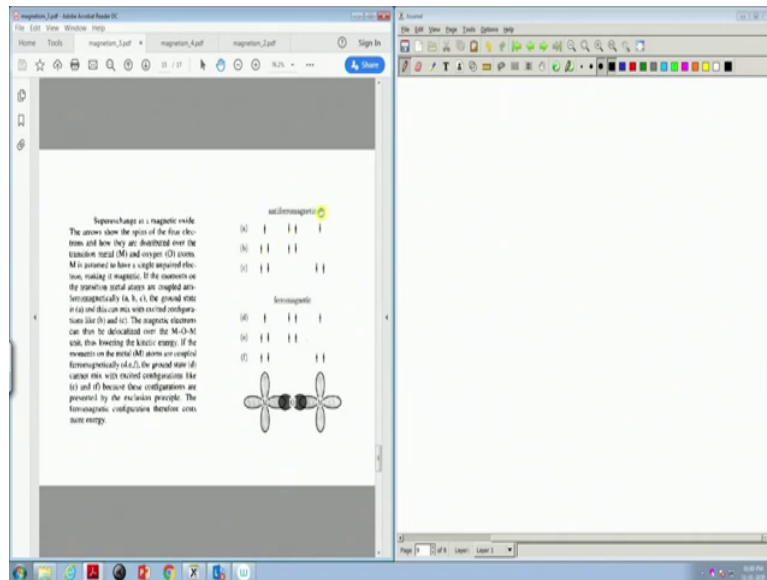 magnetism_3.pdf - Adobe Acrobat Reader DC
File Edit View Window Help
Home Tools magnetism_3.pdf × magnetism_4.pdf magnetism_2.pdf Sign In
Share
Superexchange in a magnetic oxide.
The arrows show the spins of the four elec-
trons and how they are distributed over the
transition metal (M) and oxygen (O) atoms.
M is assumed to have a single unpaired elec-
tron, making it magnetic. If the moments on
the transition metal atoms are coupled anti-
ferromagnetically (a, b, c), the ground state
is (a) and this can mix with excited configura-
tions like (b) and (c). The magnetic electrons
can thus be delocalized over the M–O–M
unit, thus lowering the kinetic energy. If the
moments on the metal (M) atoms are coupled
ferromagnetically (d,e,f), the ground state (d)
cannot mix with excited configurations like
(e) and (f) because these configurations are
prevented by the exclusion principle. The
ferromagnetic configuration therefore costs
more energy.
antiferromagnetic
(a)
(b)
(c)
ferromagnetic
(d)
(e)
(f)
File Edit View Page Tools Options Help
Page 9 of 9 Layer: Layer 1